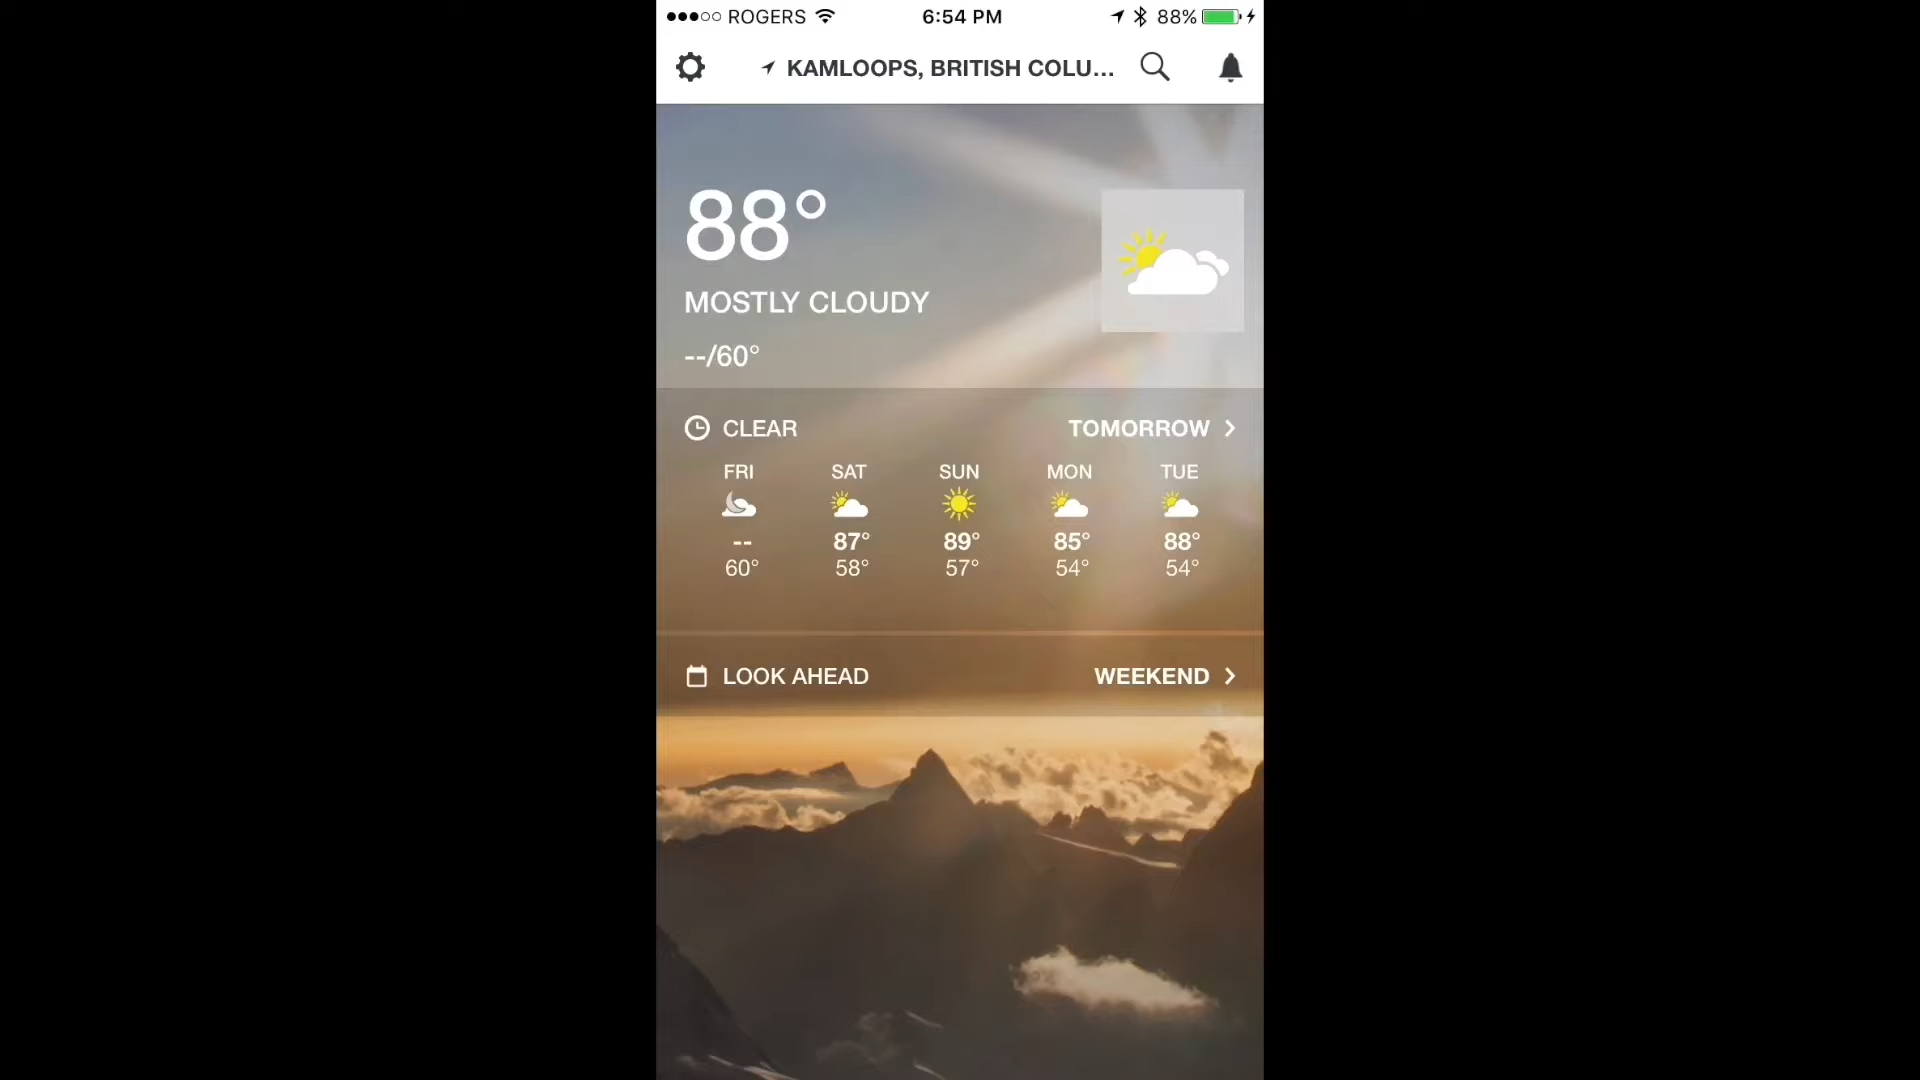 ROGERS 6:54 PM 88%
KAMLOOPS, BRITISH COLU...
88°
MOSTLY CLOUDY
--/60°
CLEAR TOMORROW
FRI SAT SUN MON TUE
-- 87° 89° 85° 88°
60° 58° 57° 54° 54°
LOOK AHEAD WEEKEND